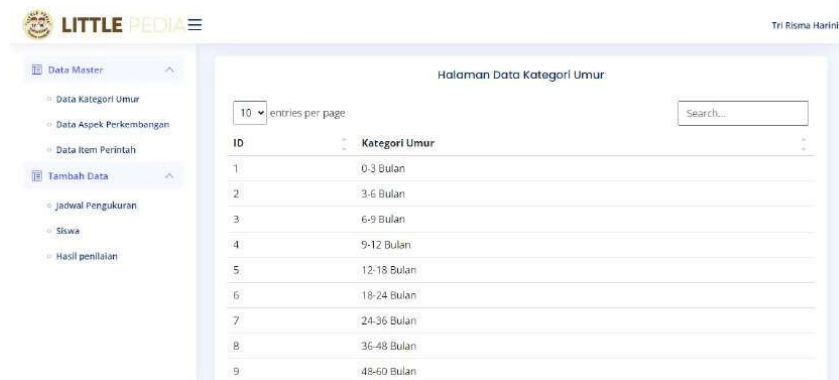 LITTLE PEDIA
Tri Risma Harini
Data Master
Data Kategori Umur
Data Aspek Perkembangan
Data Item Perintah
Tambah Data
Jadwal Pengukuran
Siswa
Hasil penilaian
Halaman Data Kategori Umur
10 entries per page
Search...
ID Kategori Umur
1 0-3 Bulan
2 3-6 Bulan
3 6-9 Bulan
4 9-12 Bulan
5 12-18 Bulan
6 18-24 Bulan
7 24-36 Bulan
8 36-48 Bulan
9 48-60 Bulan